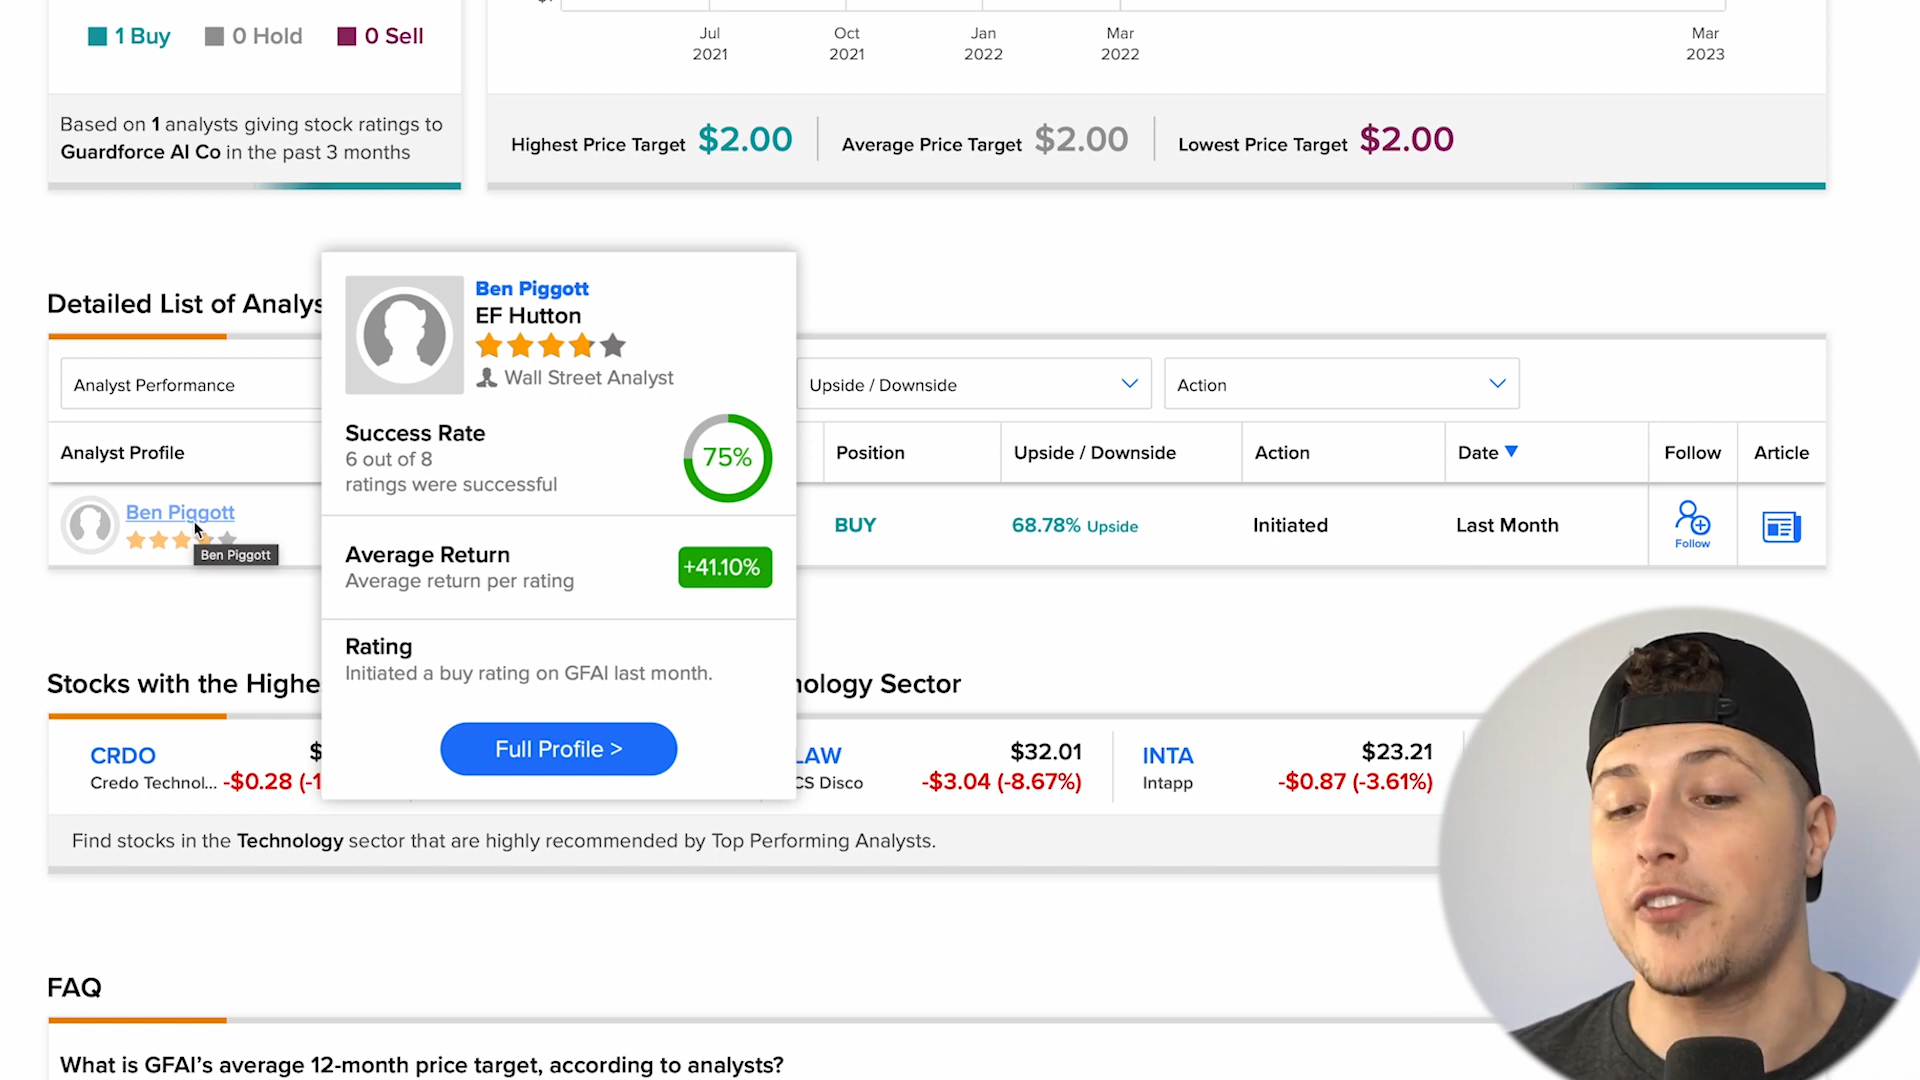 1 Buy
0 Hold
0 Sell
Jul
2021
Oct
2021
Jan
2022
Mar
2022
Mar
2023
Based on 1 analysts giving stock ratings to
Guardforce AI Co in the past 3 months
Highest Price Target $2.00
Average Price Target $2.00
Lowest Price Target $2.00
Detailed List of Analys
Ben Piggott
EF Hutton
Wall Street Analyst
Success Rate
6 out of 8
ratings were successful
75%
Average Return
Average return per rating
+41.10%
Rating
Initiated a buy rating on GFAI last month.
Full Profile >
Analyst Performance
Upside / Downside
Action
Analyst Profile
Position
Upside / Downside
Action
Date
Follow
Article
Ben Piggott
Ben Piggott
BUY
68.78% Upside
Initiated
Last Month
Follow
Stocks with the Highe
nology Sector
CRDO
$
Credo Technol... -$0.28 (-1
LAW
$32.01
CS Disco
-$3.04 (-8.67%)
INTA
$23.21
Intapp
-$0.87 (-3.61%)
Find stocks in the Technology sector that are highly recommended by Top Performing Analysts.
FAQ
What is GFAI's average 12-month price target, according to analysts?